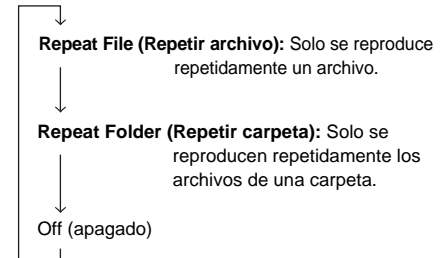 Repeat File (Repetir archivo): Solo se reproduce
repetidamente un archivo.
Repeat Folder (Repetir carpeta): Solo se
reproducen repetidamente los
archivos de una carpeta.
Off (apagado)